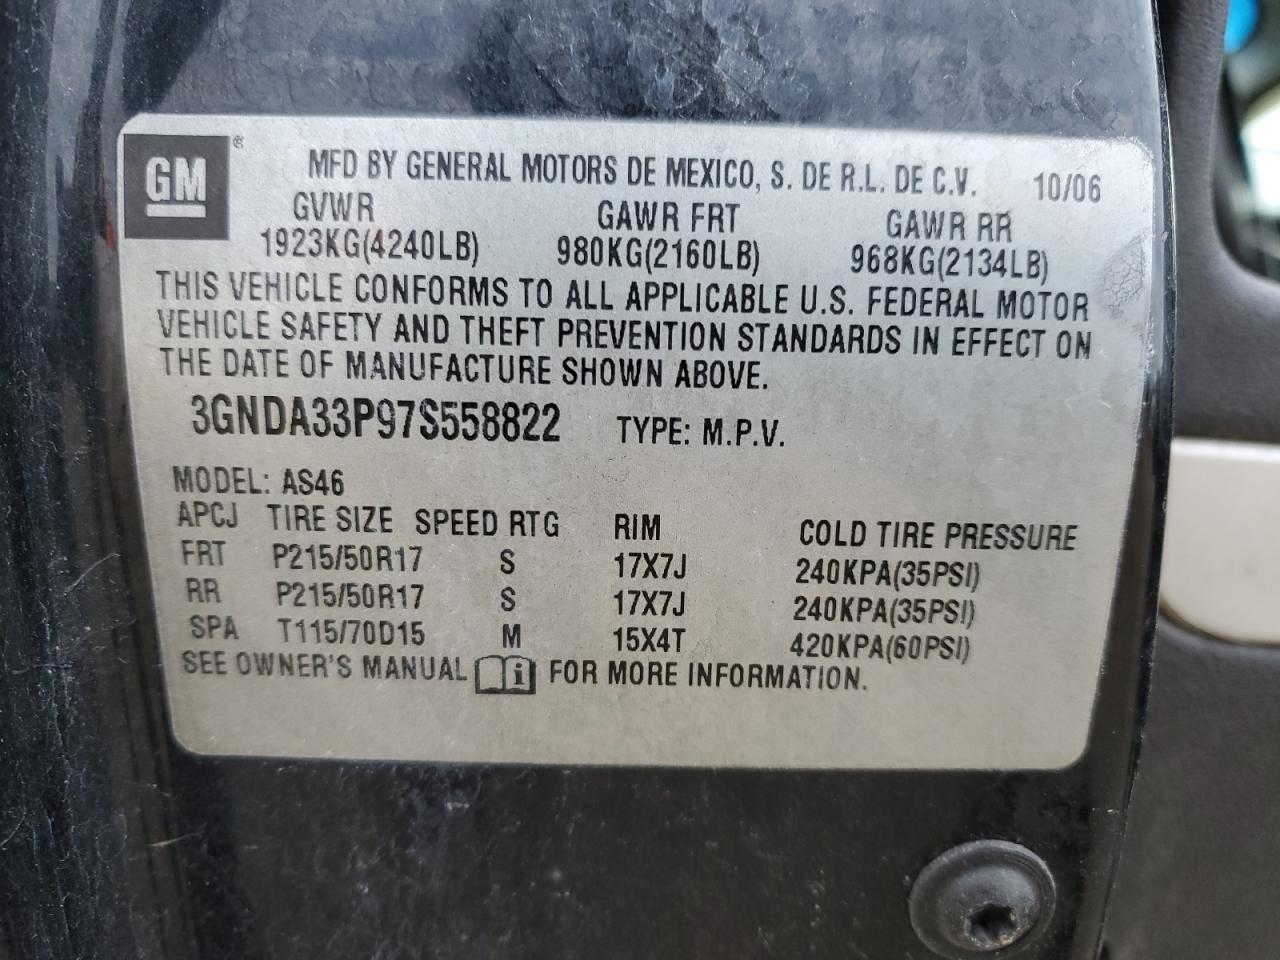 GM ®
MFD BY GENERAL MOTORS DE MEXICO, S. DE R.L. DE C.V. 10/06
GVWR GAWR FRT GAWR RR
1923KG(4240LB) 980KG(2160LB) 968KG(2134LB)
THIS VEHICLE CONFORMS TO ALL APPLICABLE U.S. FEDERAL MOTOR
VEHICLE SAFETY AND THEFT PREVENTION STANDARDS IN EFFECT ON
THE DATE OF MANUFACTURE SHOWN ABOVE.
3GNDA33P97S558822 TYPE: M.P.V.
MODEL: AS46
APCJ TIRE SIZE SPEED RTG RIM COLD TIRE PRESSURE
FRT P215/50R17 S 17X7J 240KPA(35PSI)
RR P215/50R17 S 17X7J 240KPA(35PSI)
SPA T115/70D15 M 15X4T 420KPA(60PSI)
SEE OWNER'S MANUAL FOR MORE INFORMATION.